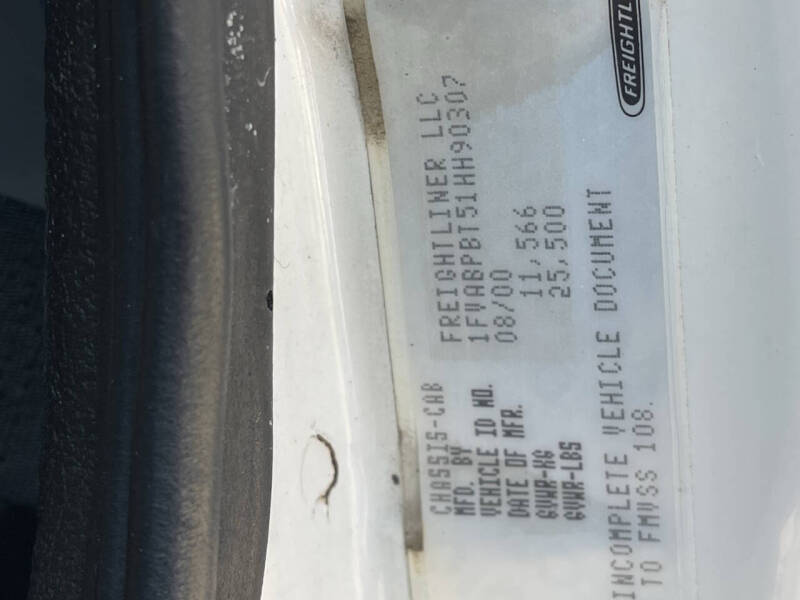 FREIGHTL
CHASSIS-CAB
MFD. BY FREIGHTLINER LLC
VEHICLE ID NO. 1FVABPBT51HH90307
DATE OF MFR. 08/00
GVWR-KG 11,566
GVWR-LBS 25,500
INCOMPLETE VEHICLE DOCUMENT
TO FMVSS 108.